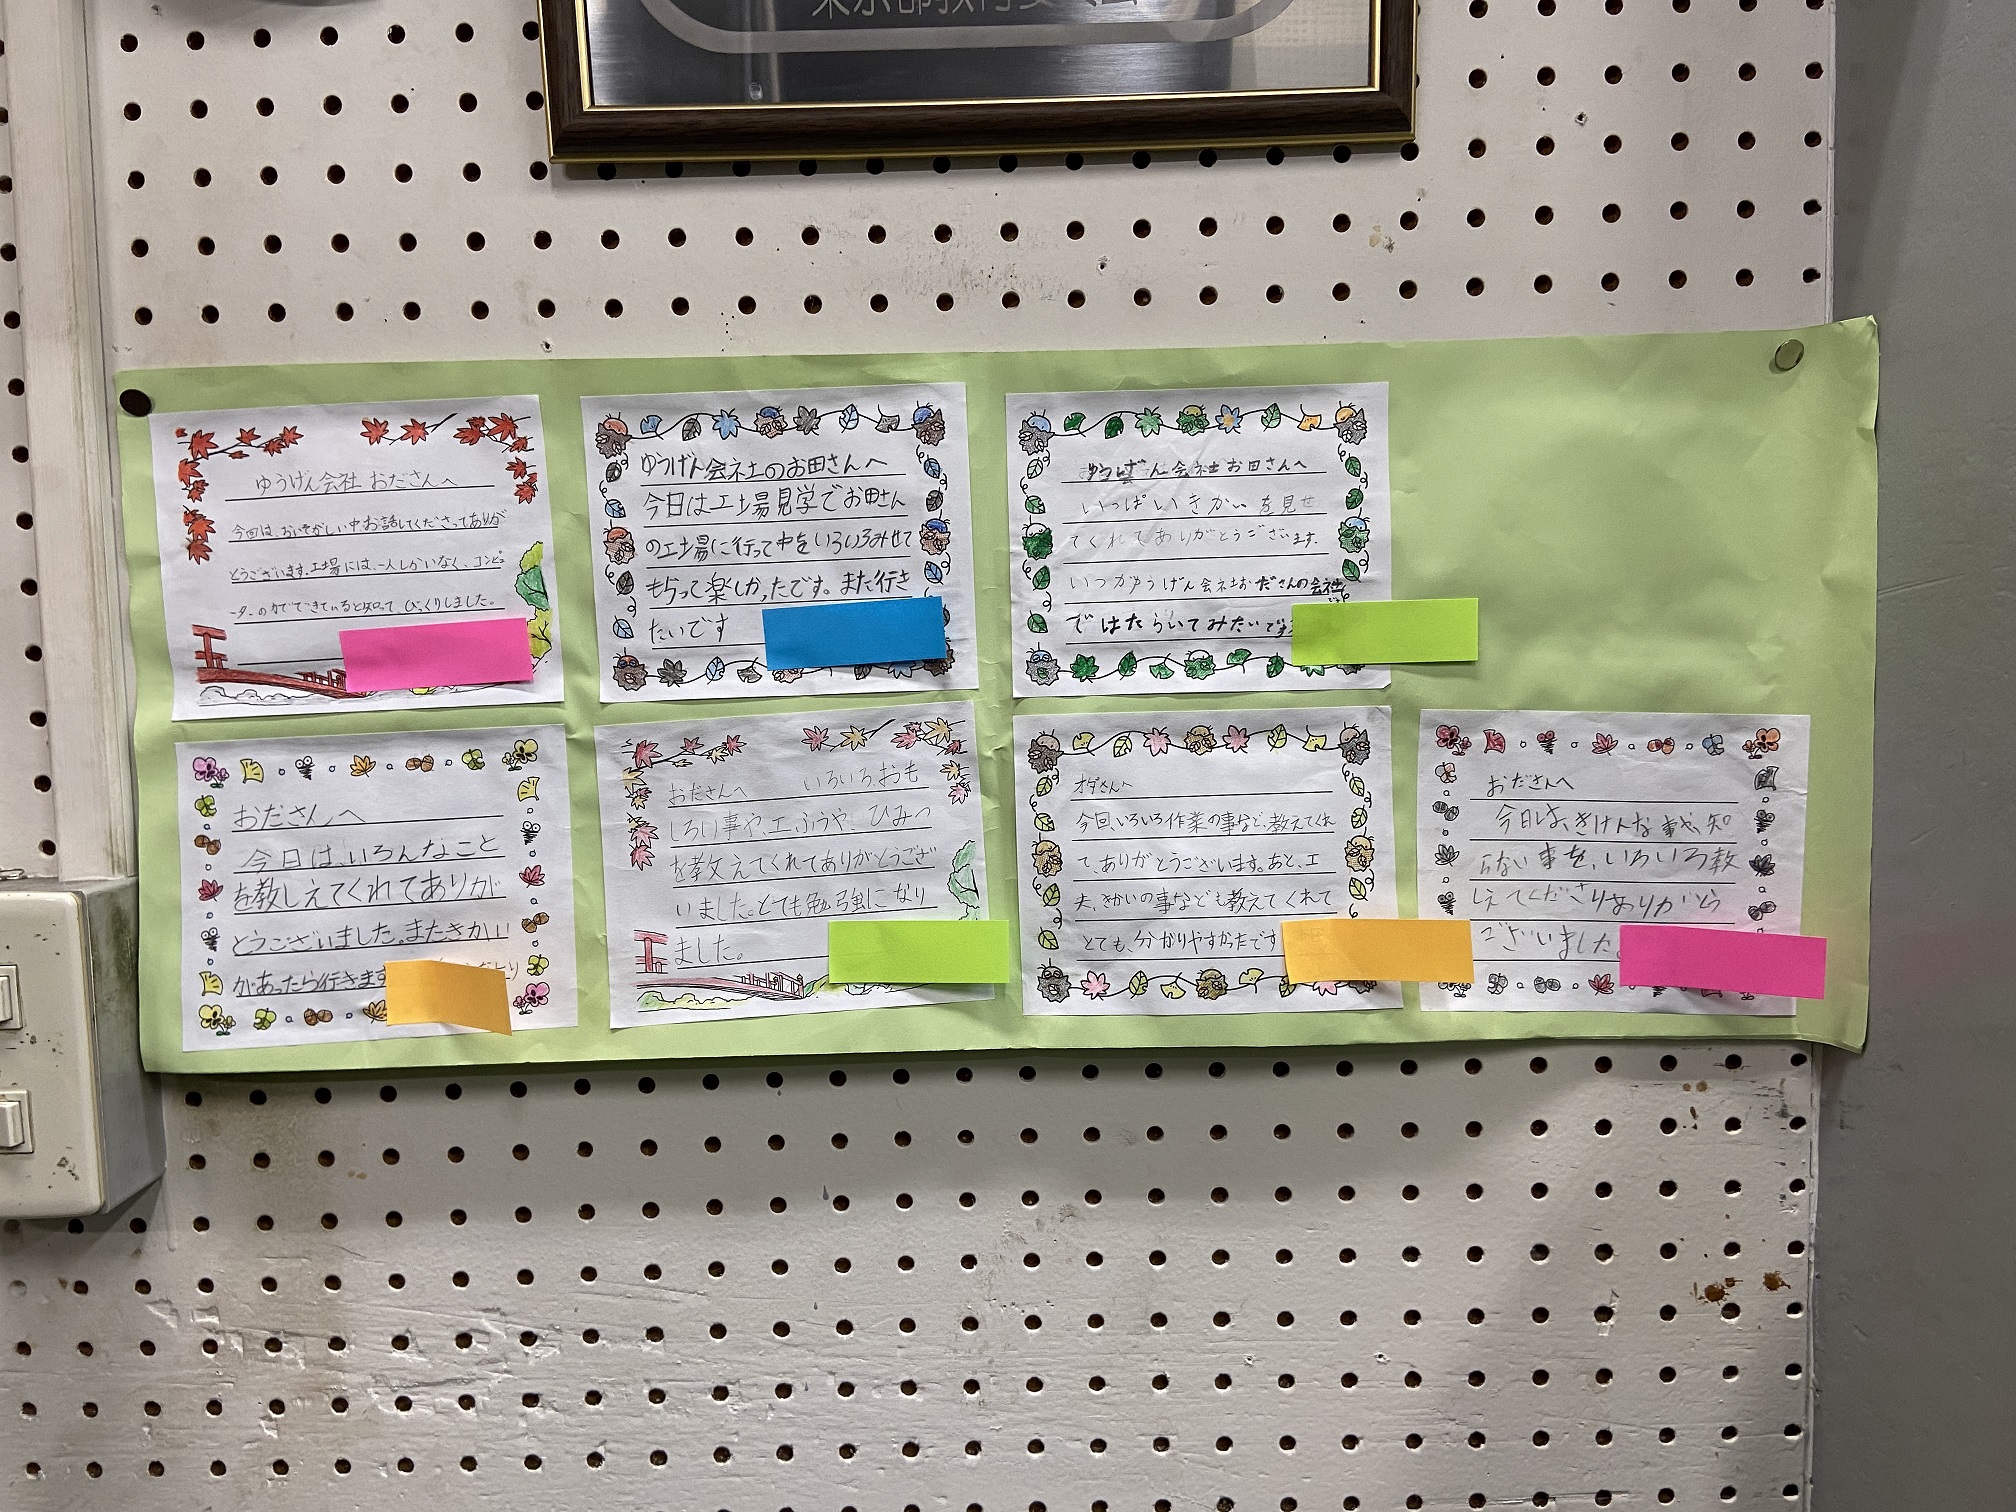 ゆうげん会社 おださんへ
今回は、おいそがしい中お話してくださってありが
とうございます。工場には、一人しかいなく、コンピュ
ーターの力でできていると知って、びっくりしました。
ゆうげん会社のお田さんへ
今日は工場見学でお田さん
の工場に行って中をいろいろみせて
もらって楽しかったです。また行き
たいです
ゆうげん会社お田さんへ
いっぱいきかいを見せ
てくれてありがとうございます。
いつかゆうげん会社おださんの会社
ではたらいてみたいです
おださんへ
今日は、いろんなこと
を教しえてくれてありが
とうございました。またきかい
があったら行きます
おださんへ いろいろ、おも
しろい事や、工ふうや、ひみつ
を教えてくれてありがとうござ
いました。とても勉強になり
ました。
オダさんへ
今回、いろいろ作業の事など、教えてくれ
て、ありがとうございます。あと、工
夫、きかいの事なども教えてくれて
とても、分かりやすかったです
おださんへ
今日は、きけんな事や、知
らない事を、いろいろ教
しえてくださりありがとう
ございました